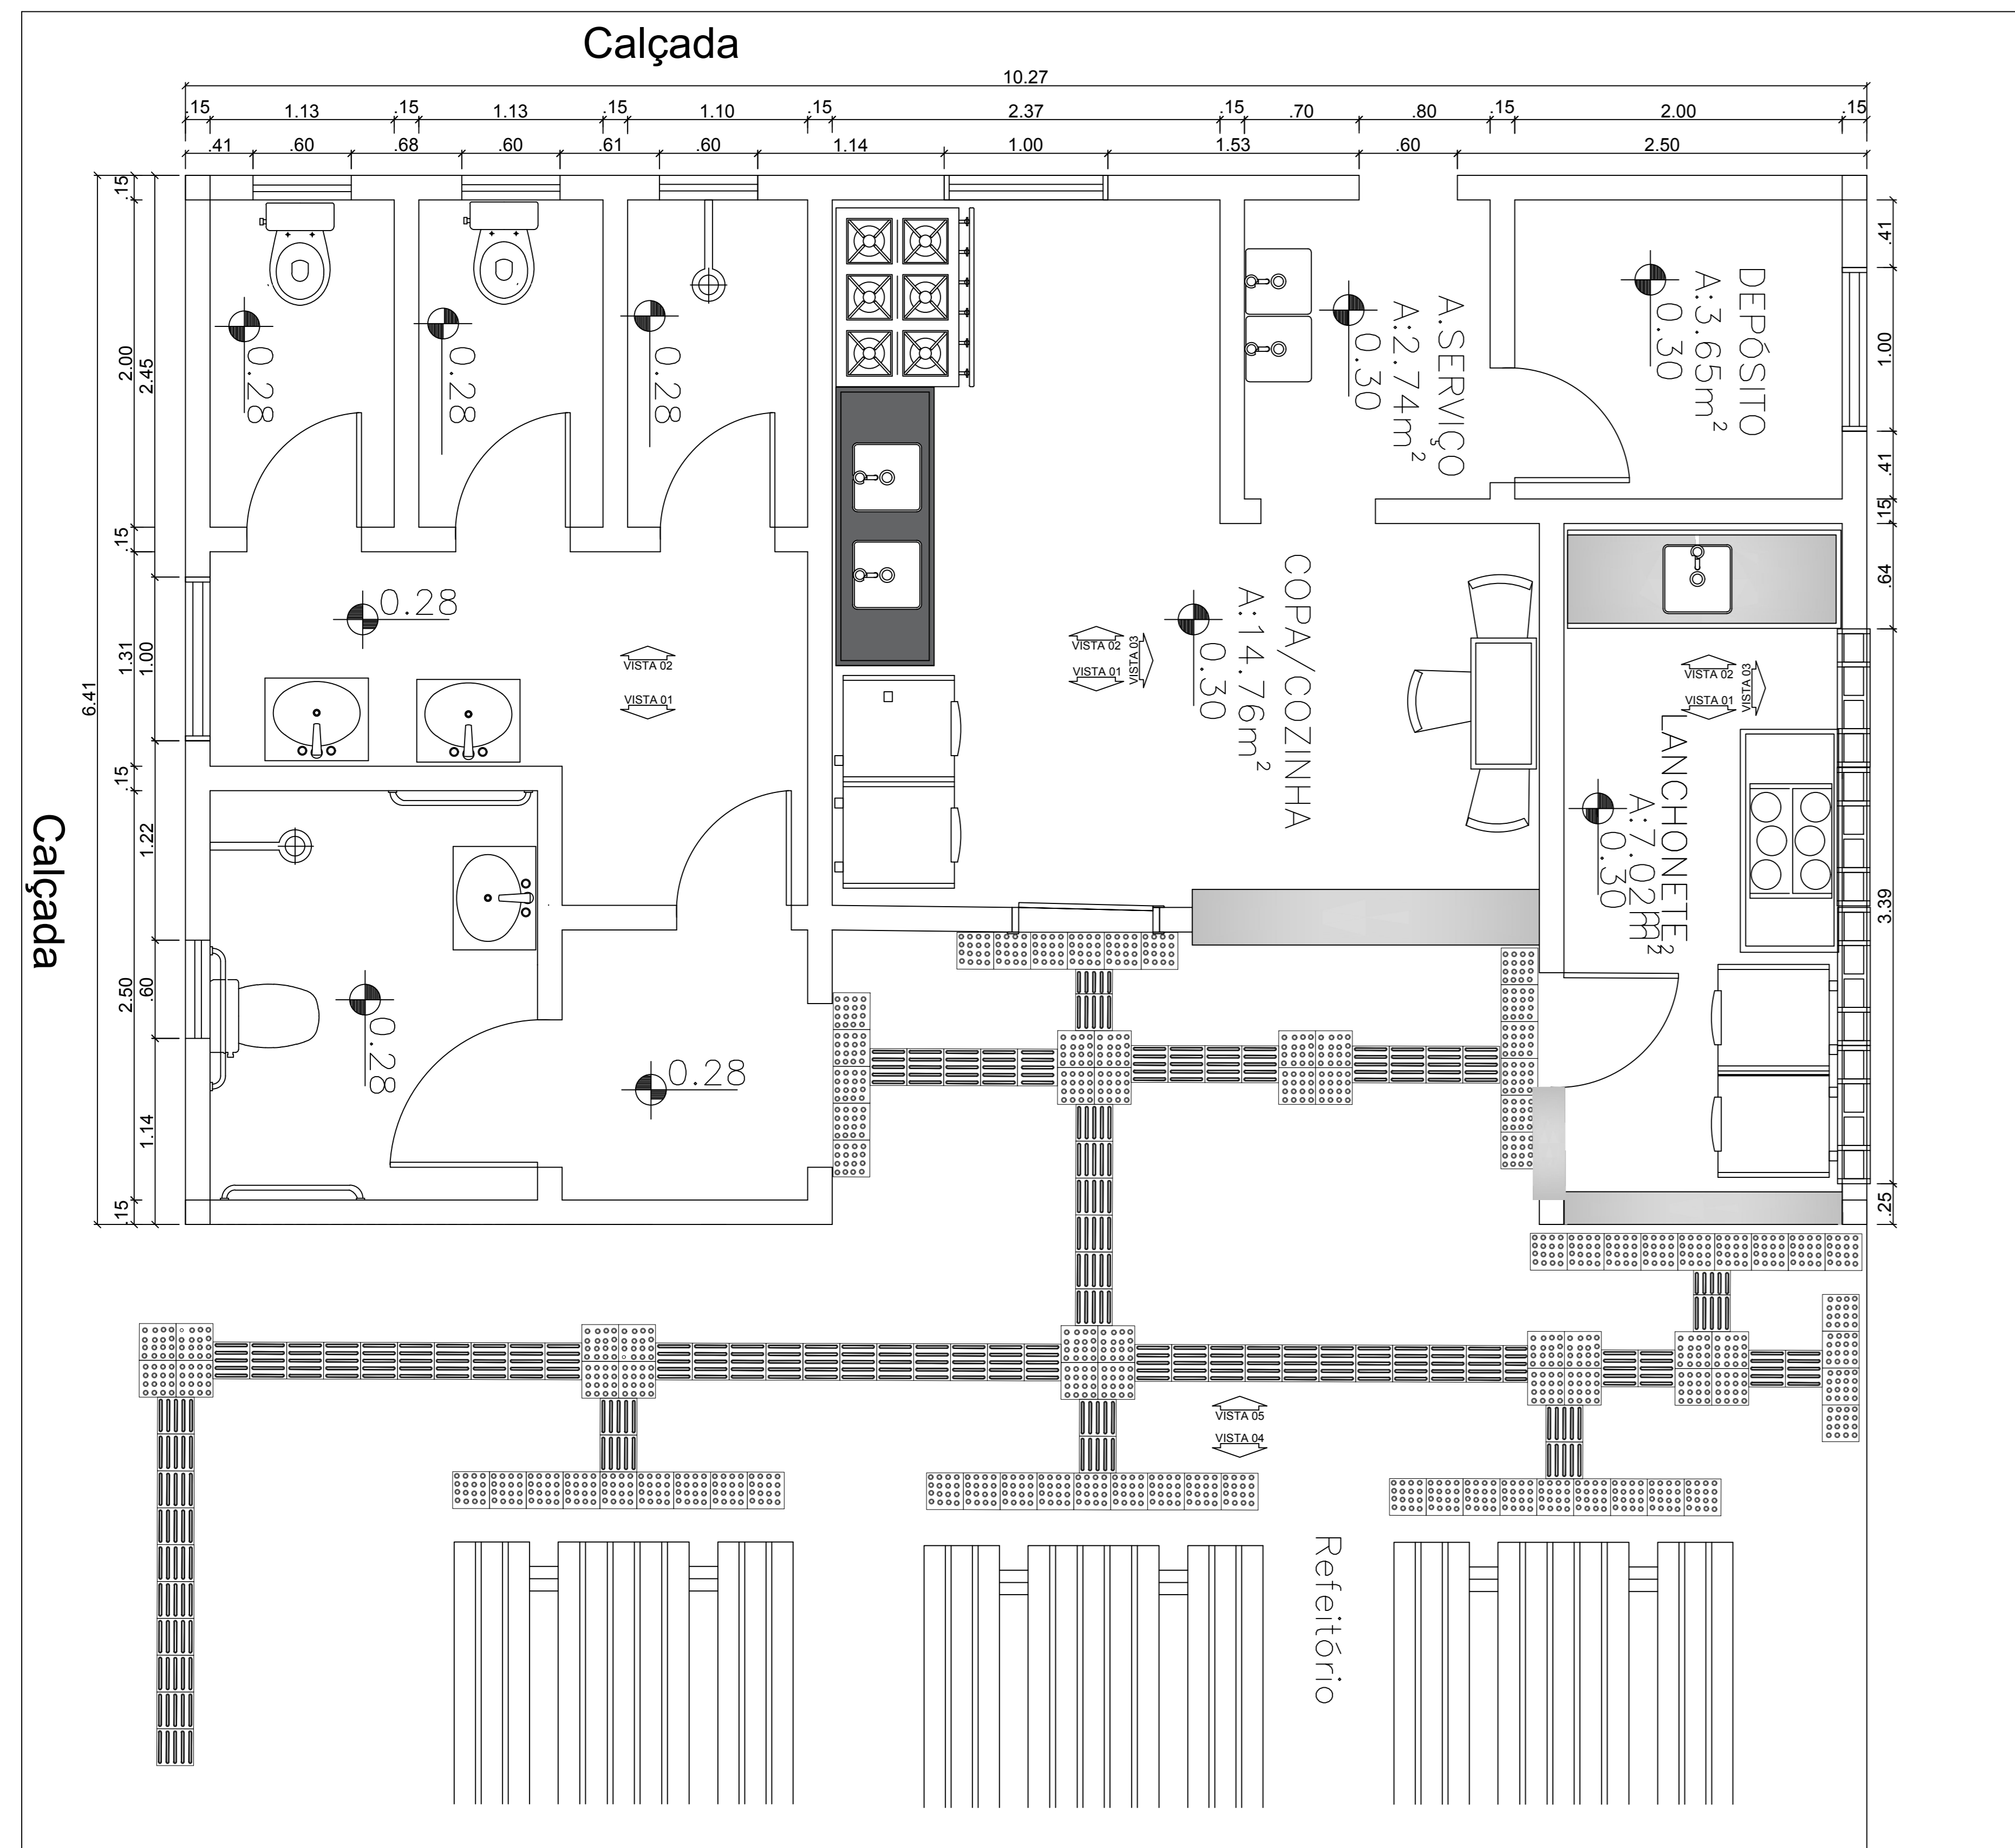 Calçada
10.27
.15 1.13 .15 1.13 .15 1.10 .15 2.37 .15 .70 .80 .15 2.00 .15
.41 .60 .68 .60 .61 .60 1.14 1.00 1.53 .60 2.50
6.41
.15 2.00 .15 1.31 .15 2.50 .15
2.45 1.00 1.22 .60 1.14
Calçada
.41 1.00 .41 .15 .64 3.39 .25
0.28
0.28
0.28
A.SERVIÇO
A:2.74m²
0.30
DEPÓSITO
A:3.65m²
0.30
0.28
VISTA 02
VISTA 01
COPA/COZINHA
A:14.76m²
0.30
VISTA 02
VISTA 01
VISTA 03
LANCHONETE
A:7.02m²
0.30
VISTA 02
VISTA 01
VISTA 03
0.28
0.28
VISTA 05
VISTA 04
Refeitório